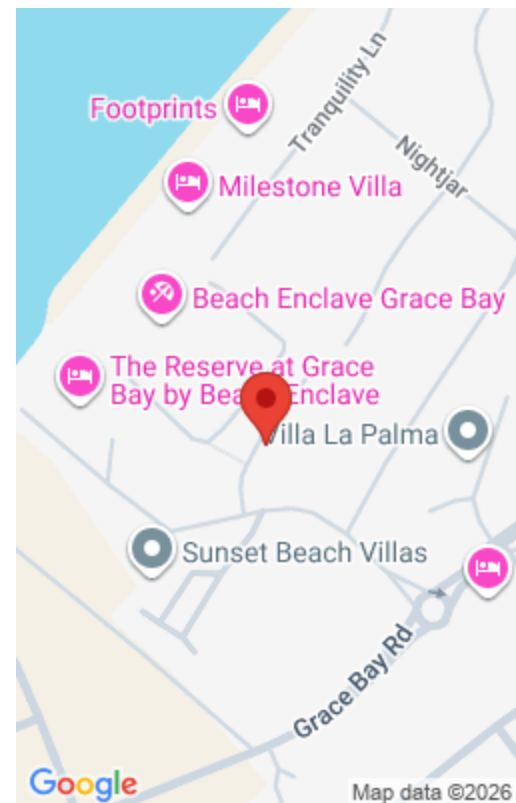 Tranquility Ln
Footprints
Nightjar
Milestone Villa
Beach Enclave Grace Bay
The Reserve at Grace
Bay by Enclave
Villa La Palma
Sunset Beach Villas
Grace Bay Rd
Google
Map data ©2026